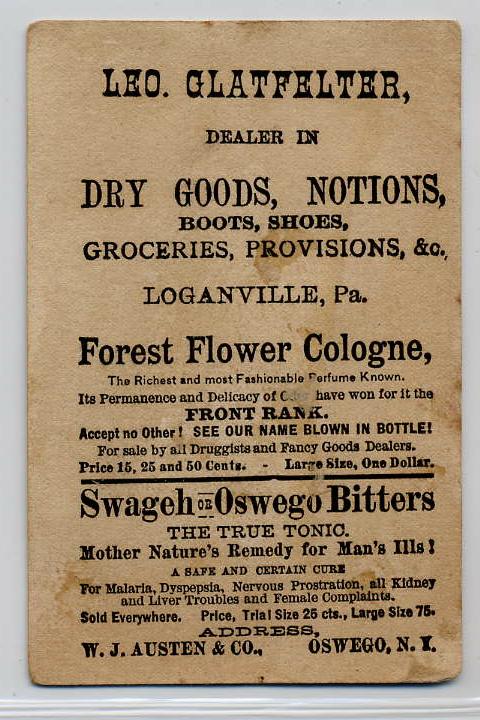 LEO. GLATFELTER,
DEALER IN
DRY GOODS, NOTIONS,
BOOTS, SHOES,
GROCERIES, PROVISIONS, &c.,
LOGANVILLE, Pa.
Forest Flower Cologne,
The Richest and most Fashionable Perfume Known.
Its Permanence and Delicacy of have won for it the
FRONT RANK.
Accept no Other! SEE OUR NAME BLOWN IN BOTTLE!
For sale by all Druggists and Fancy Goods Dealers.
Price 15, 25 and 50 Cents. - Large Size, One Dollar.
Swageh OR Oswego Bitters
THE TRUE TONIC.
Mother Nature's Remedy for Man's Ills!
A SAFE AND CERTAIN CURE
For Malaria, Dyspepsia, Nervous Prostration, all Kidney
and Liver Troubles and Female Complaints.
Sold Everywhere. Price, Trial Size 25 cts., Large Size 75.
ADDRESS,
W. J. AUSTEN & CO., OSWEGO, N. Y.